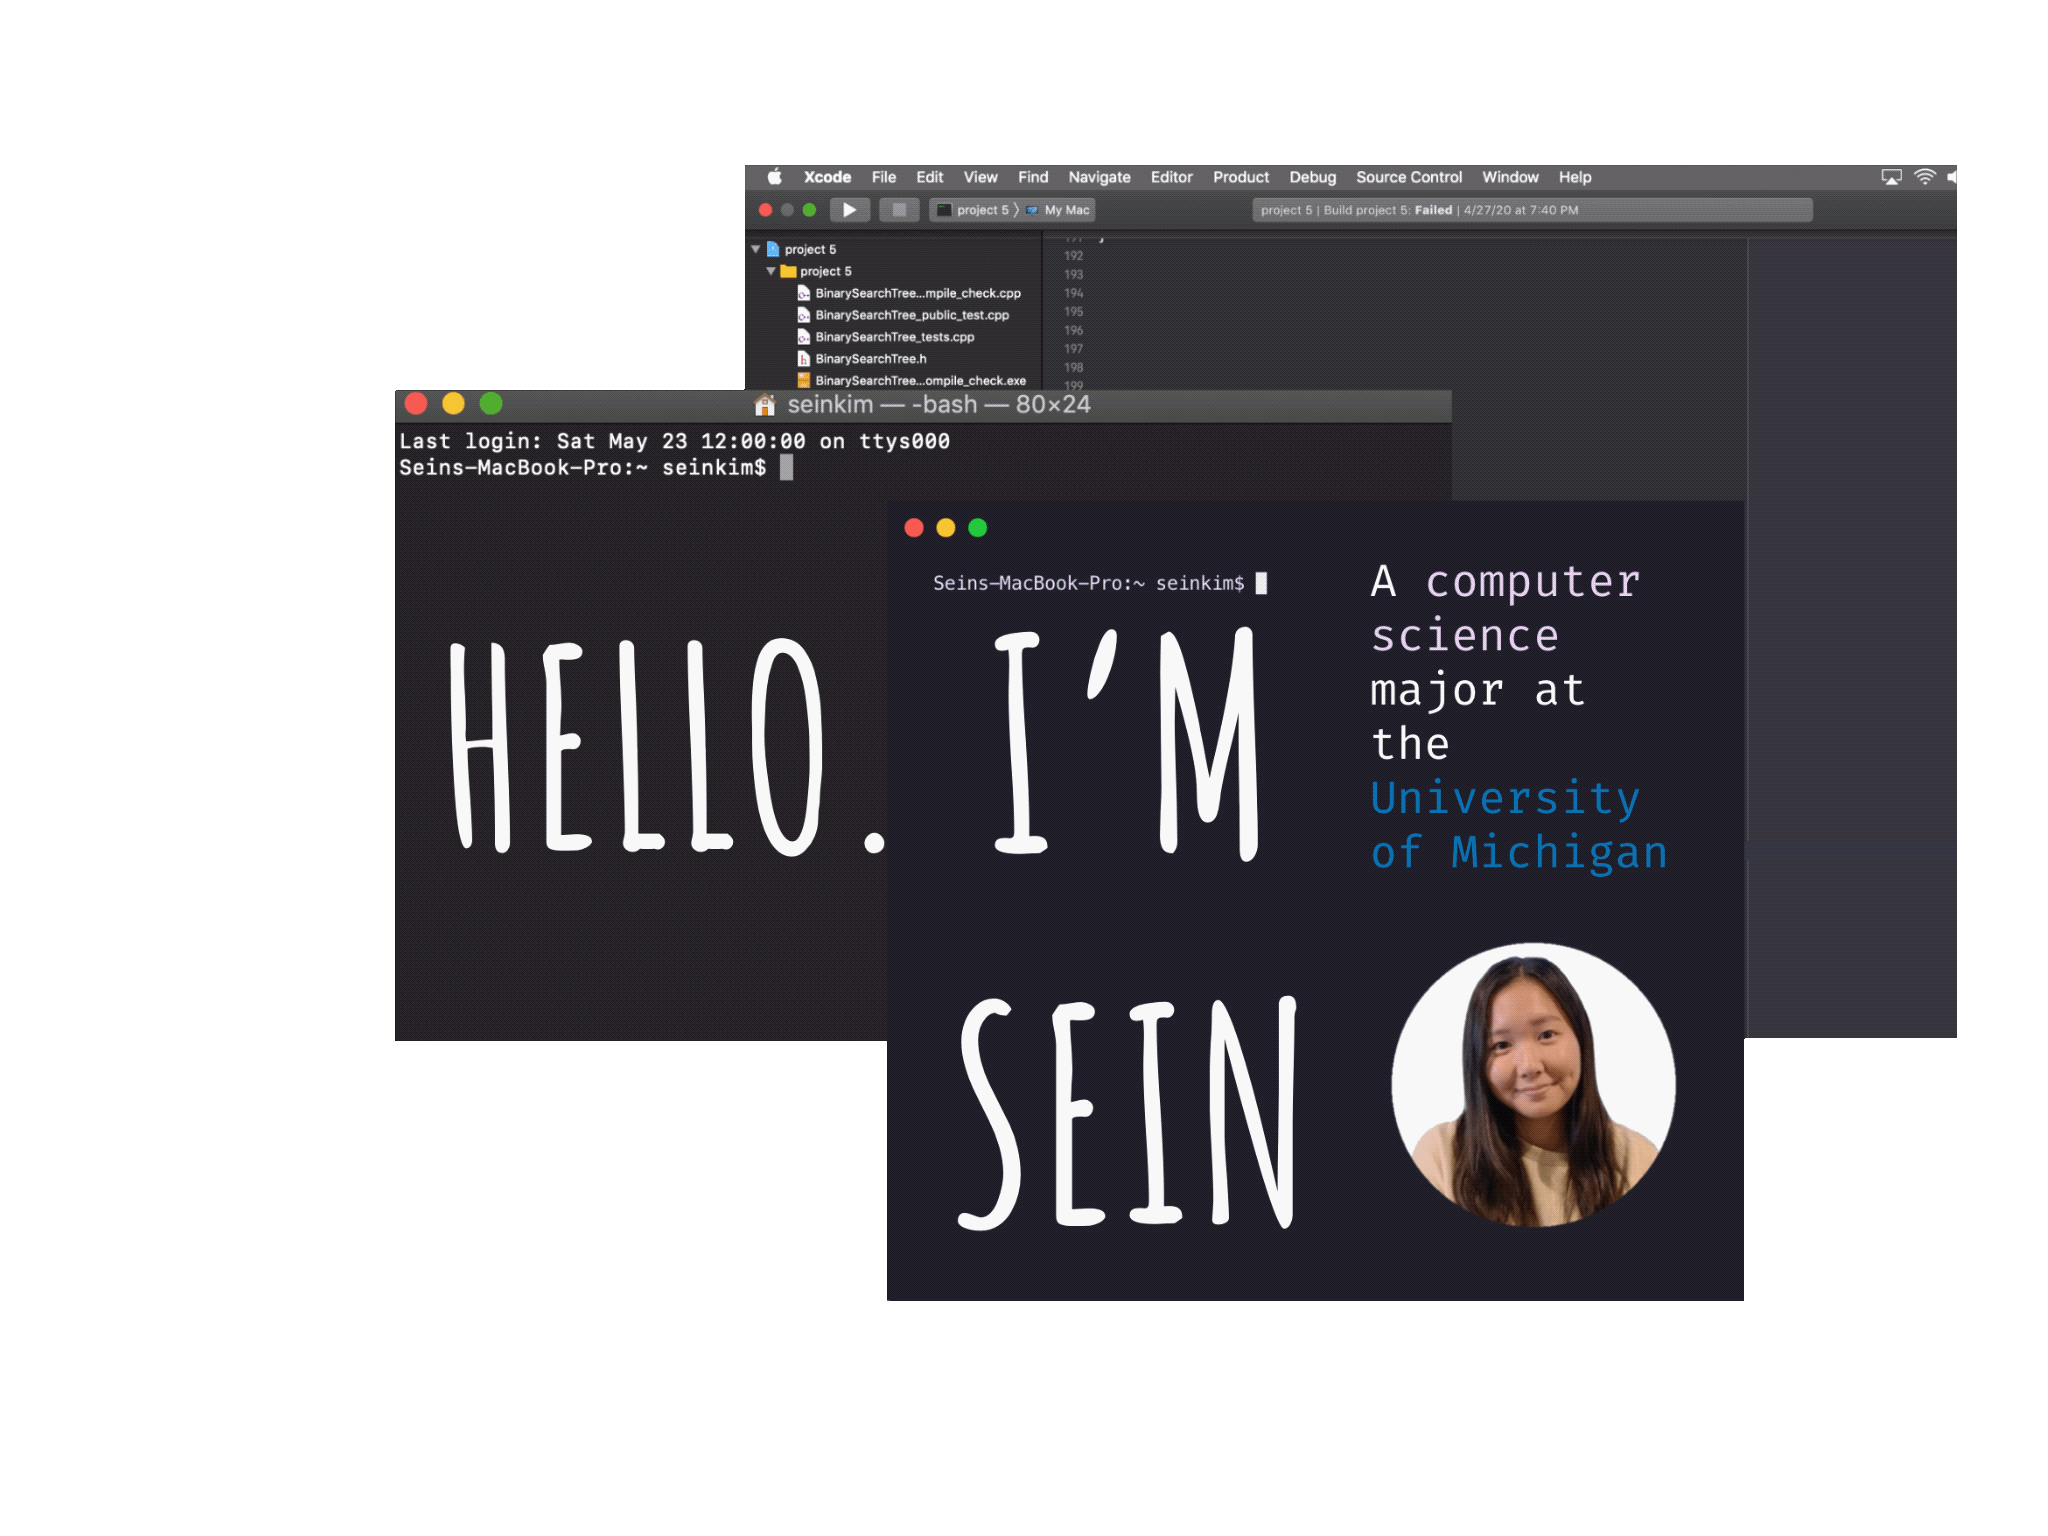 Xcode File Edit View Find Navigate Editor Product Debug Source Control Window Help
project 5 〉 My Mac
project 5 | Build project 5: Failed | 4/27/20 at 7:40 PM
project 5
project 5
BinarySearchTree...mpile_check.cpp
BinarySearchTree_public_test.cpp
BinarySearchTree_tests.cpp
BinarySearchTree.h
BinarySearchTree...ompile_check.exe
192
193
194
195
196
197
198
199
seinkim — -bash — 80×24
Last login: Sat May 23 12:00:00 on ttys000
Seins-MacBook-Pro:~ seinkim$
HELLO.
Seins-MacBook-Pro:~ seinkim$
I'M
SEIN
A computer
science
major at
the
University
of Michigan